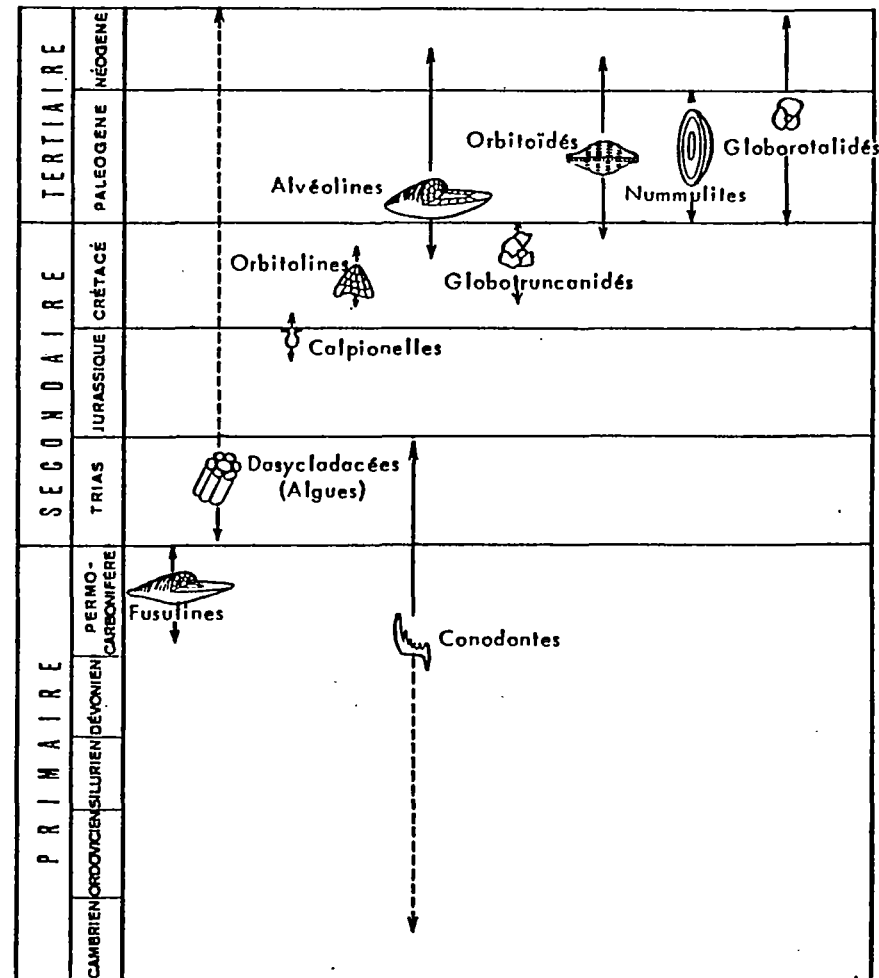 TERTIAIRE
NÉOGÈNE
PALEOGENE
Orbitoïdés
Globorotalidés
Alvéolines
Nummulites
SECONDAIRE
CRÉTACÉ
Orbitolines
Globotruncanidés
JURASSIQUE
Calpionelles
TRIAS
Dasycladacées
(Algues)
PRIMAIRE
PERMO-
CARBONIFÈRE
Fusulines
Conodontes
DÉVONIEN
SILURIEN
ORDOVICIEN
CAMBRIEN